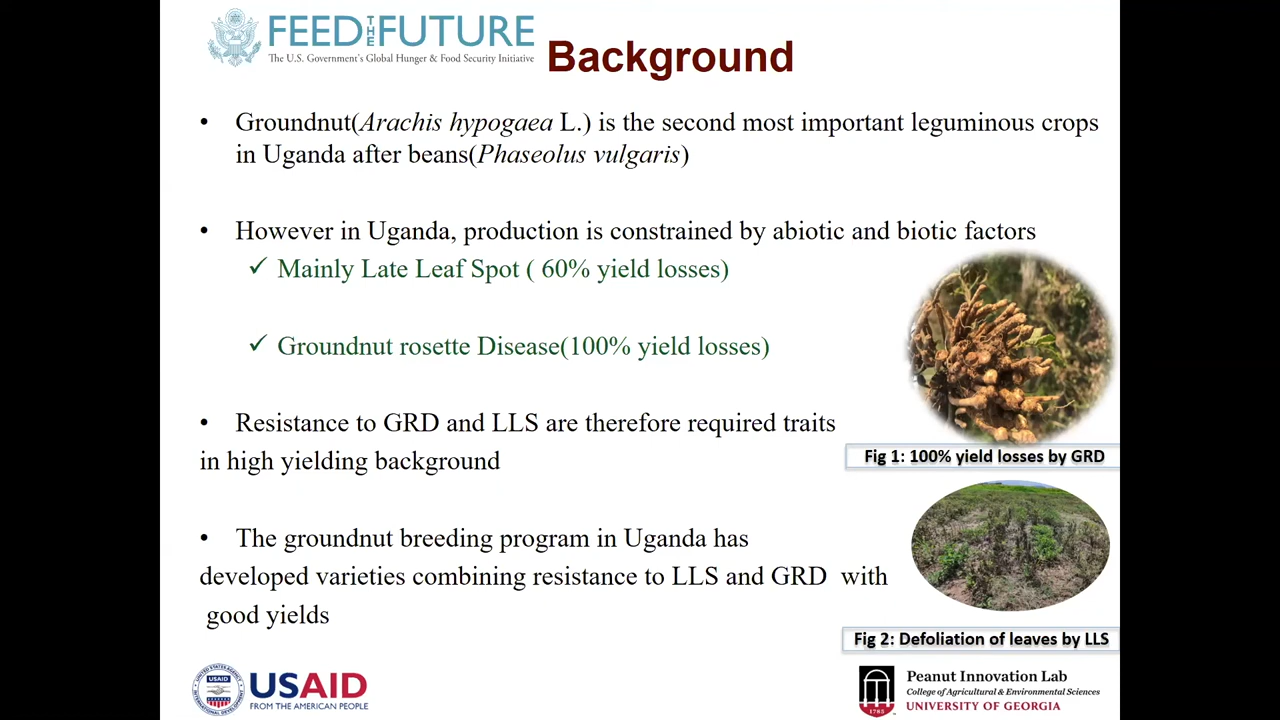 FEED THE FUTURE
The U.S. Government's Global Hunger & Food Security Initiative
Background
• Groundnut(Arachis hypogaea L.) is the second most important leguminous crops
in Uganda after beans(Phaseolus vulgaris)
• However in Uganda, production is constrained by abiotic and biotic factors
✓ Mainly Late Leaf Spot ( 60% yield losses)
✓ Groundnut rosette Disease(100% yield losses)
• Resistance to GRD and LLS are therefore required traits
in high yielding background
Fig 1: 100% yield losses by GRD
• The groundnut breeding program in Uganda has
developed varieties combining resistance to LLS and GRD with
good yields
Fig 2: Defoliation of leaves by LLS
USAID
USAID
FROM THE AMERICAN PEOPLE
1785
Peanut Innovation Lab
College of Agricultural & Environmental Sciences
UNIVERSITY OF GEORGIA